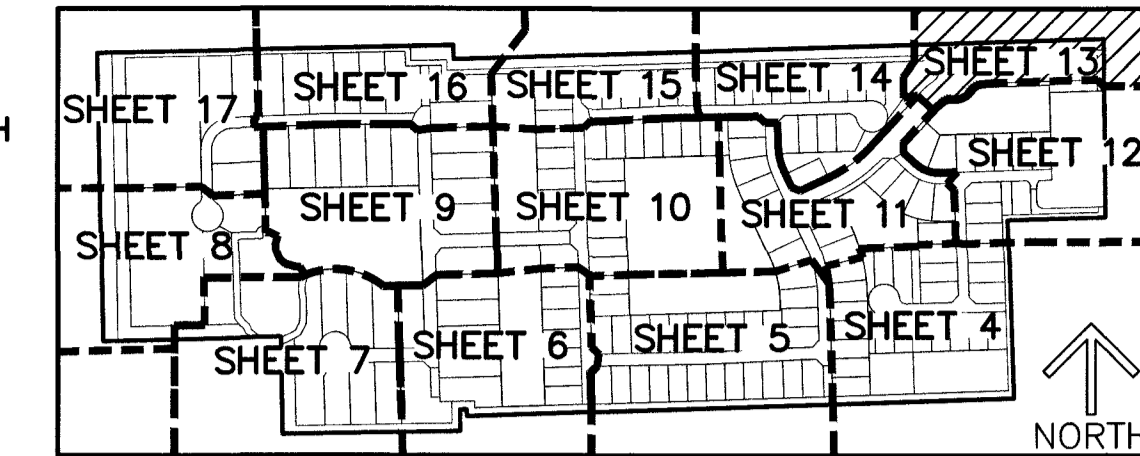 SHEET 13
SHEET 16
SHEET 15
SHEET 14
SHEET 17
H
SHEET 12
SHEET 9
SHEET 10
SHEET 11
SHEET 8
SHEET 7
SHEET 6
SHEET 5
SHEET 4
NORTH